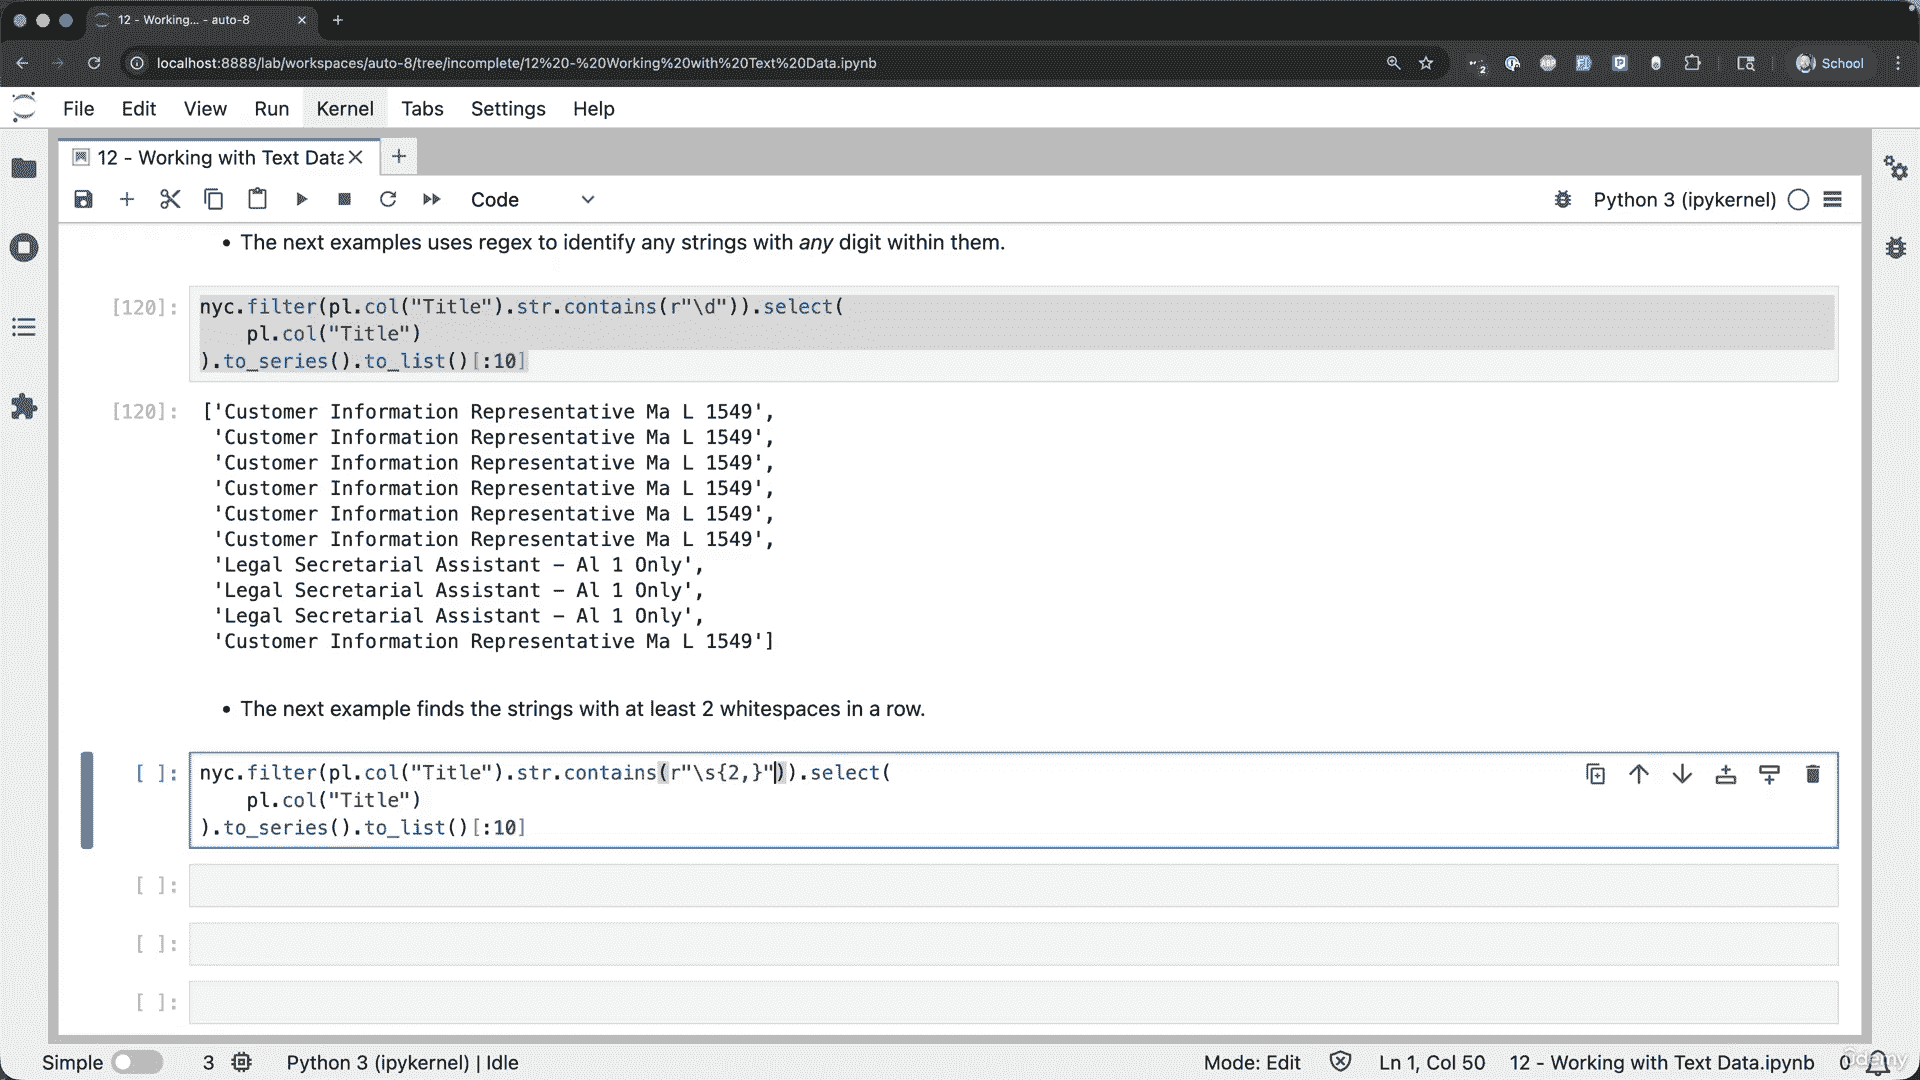 12 - Working... - auto-8
localhost:8888/lab/workspaces/auto-8/tree/incomplete/12%20-%20Working%20with%20Text%20Data.ipynb
2
School
File Edit View Run Kernel Tabs Settings Help
12 - Working with Text Data
Code
Python 3 (ipykernel)
• The next examples uses regex to identify any strings with any digit within them.
[120]: nyc.filter(pl.col("Title").str.contains(r"\d")).select(
    pl.col("Title")
).to_series().to_list()[:10]
[120]: ['Customer Information Representative Ma L 1549',
'Customer Information Representative Ma L 1549',
'Customer Information Representative Ma L 1549',
'Customer Information Representative Ma L 1549',
'Customer Information Representative Ma L 1549',
'Customer Information Representative Ma L 1549',
'Legal Secretarial Assistant – Al 1 Only',
'Legal Secretarial Assistant – Al 1 Only',
'Legal Secretarial Assistant – Al 1 Only',
'Customer Information Representative Ma L 1549']
• The next example finds the strings with at least 2 whitespaces in a row.
[ ]: nyc.filter(pl.col("Title").str.contains(r"\s{2,}")).select(
    pl.col("Title")
).to_series().to_list()[:10]
[ ]:
[ ]:
[ ]:
Simple 3 Python 3 (ipykernel) | Idle Mode: Edit Ln 1, Col 50 12 - Working with Text Data.ipynb 0
Udemy